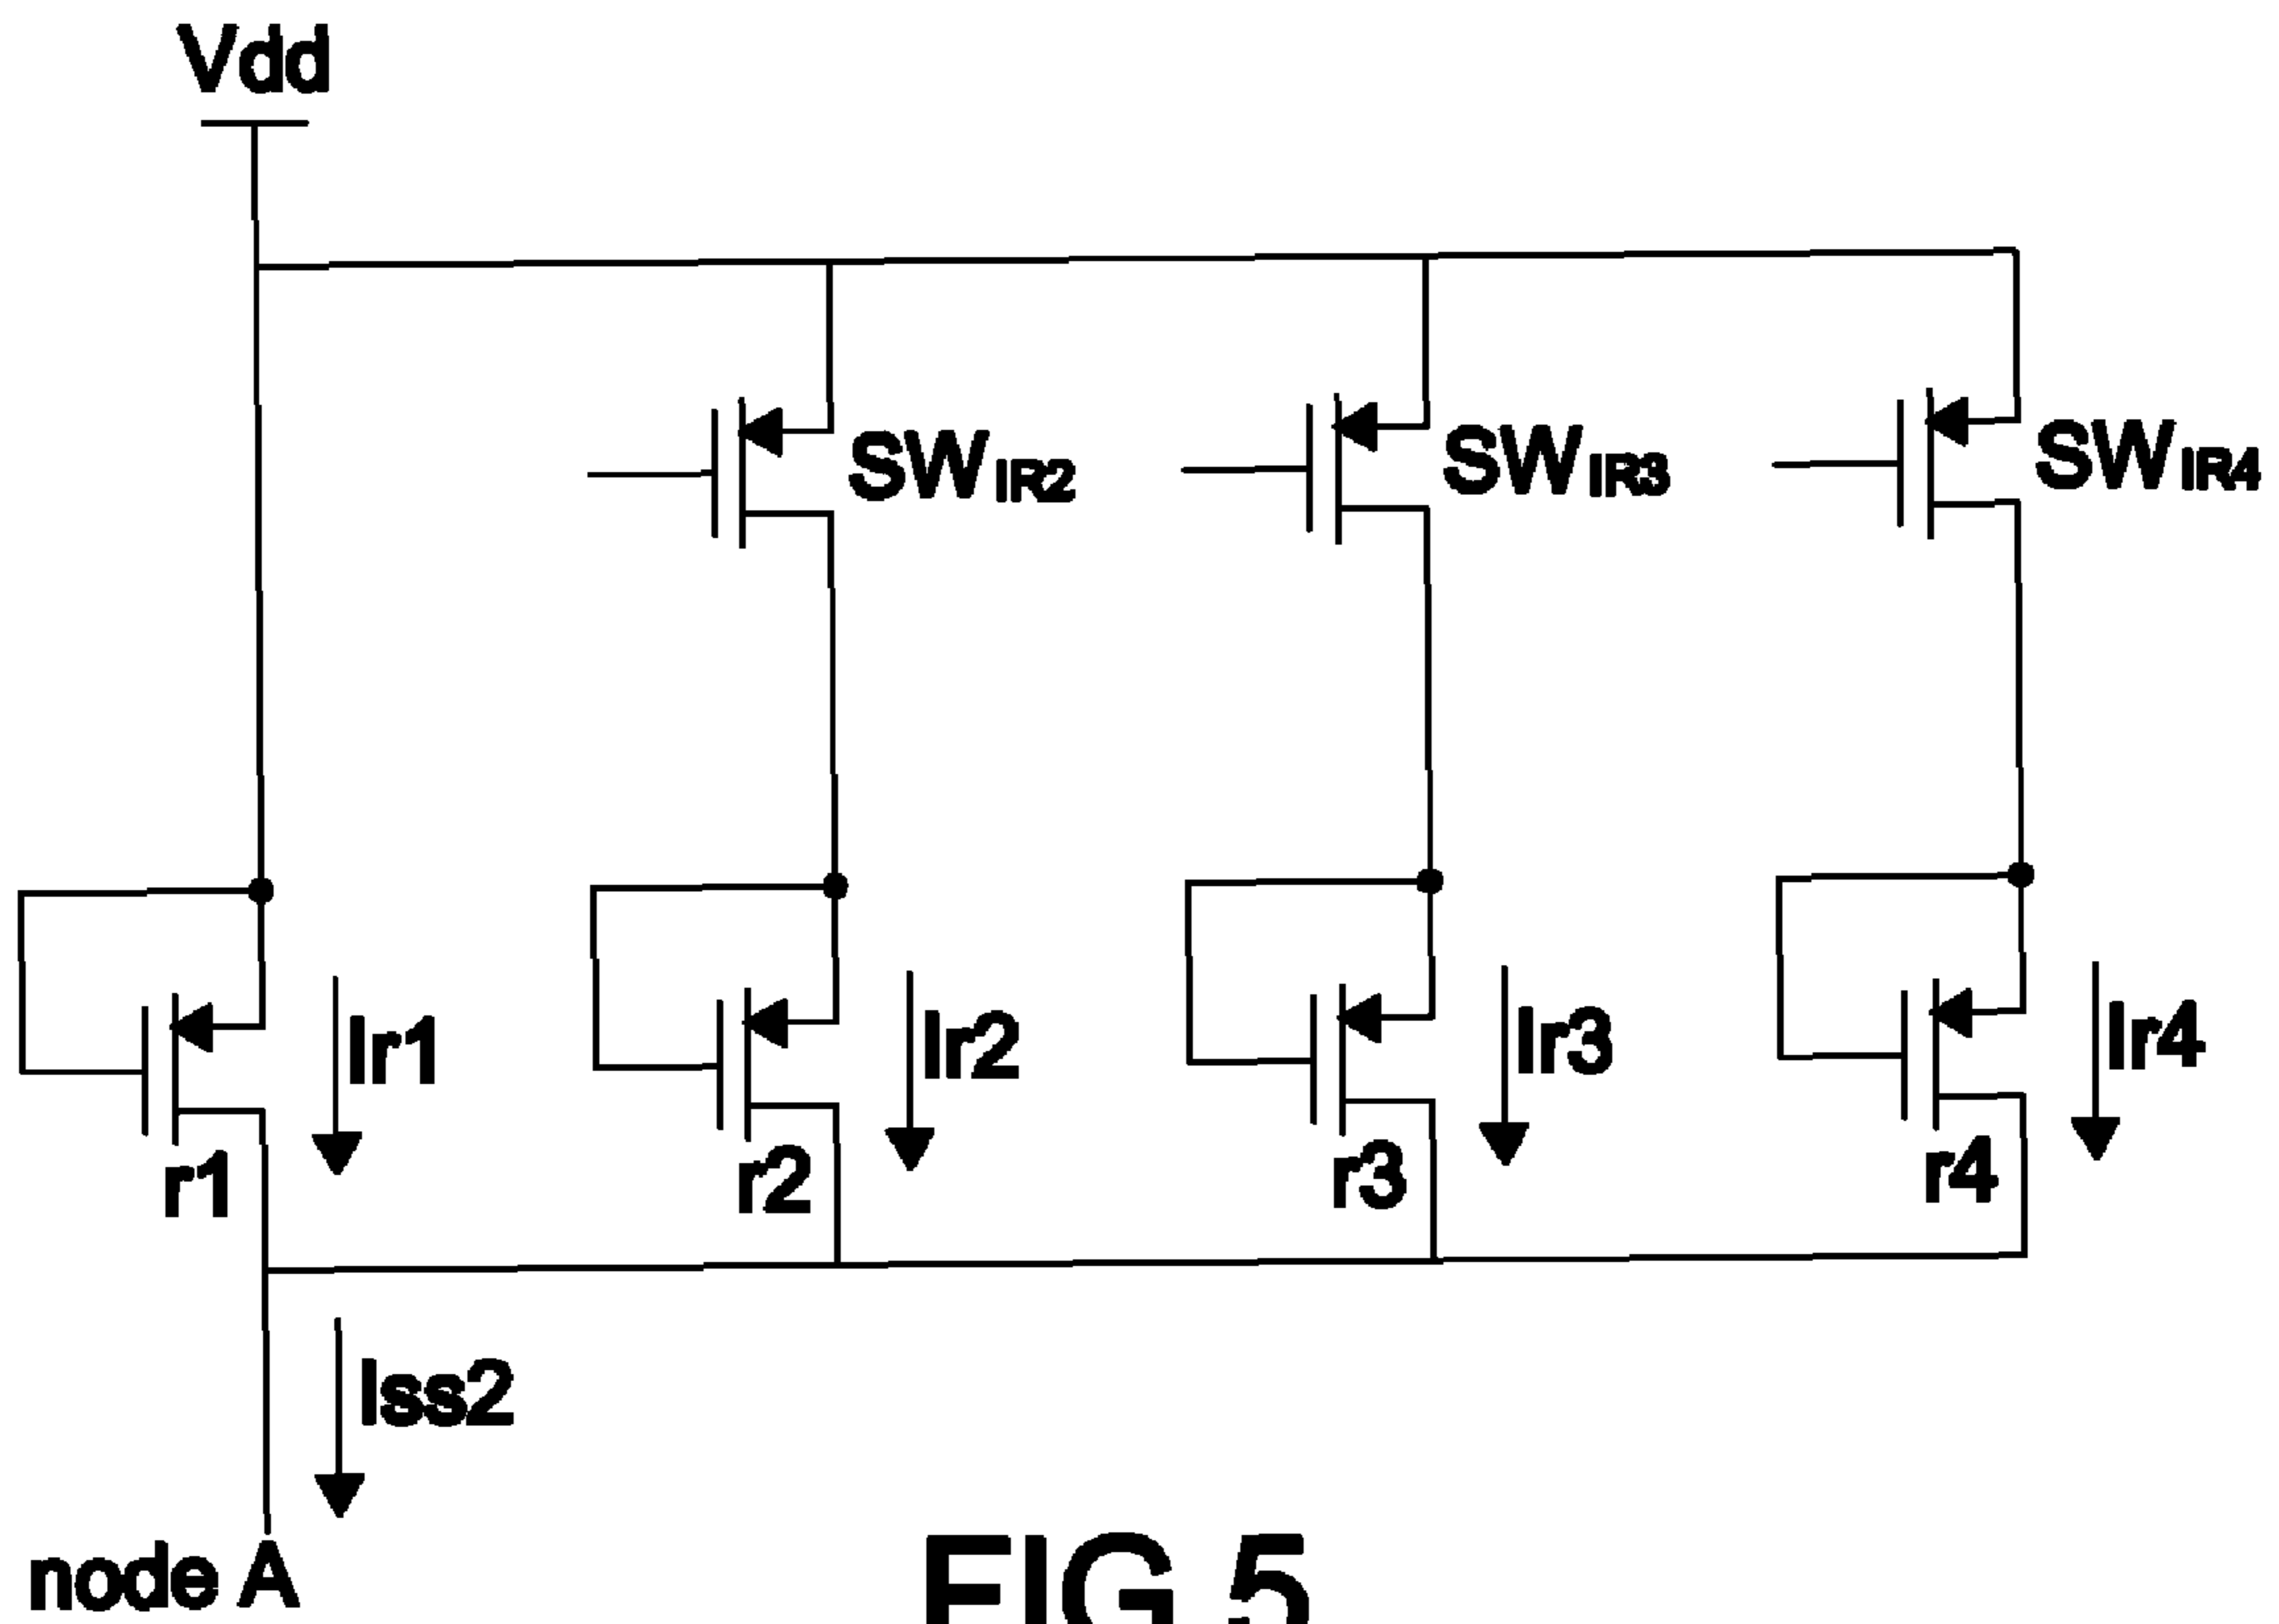 Vdd
SWIR2
SWIR3
SWIR4
Ir1
Ir2
Ir3
Ir4
r1
r2
r3
r4
Iss2
node A
FIG 5